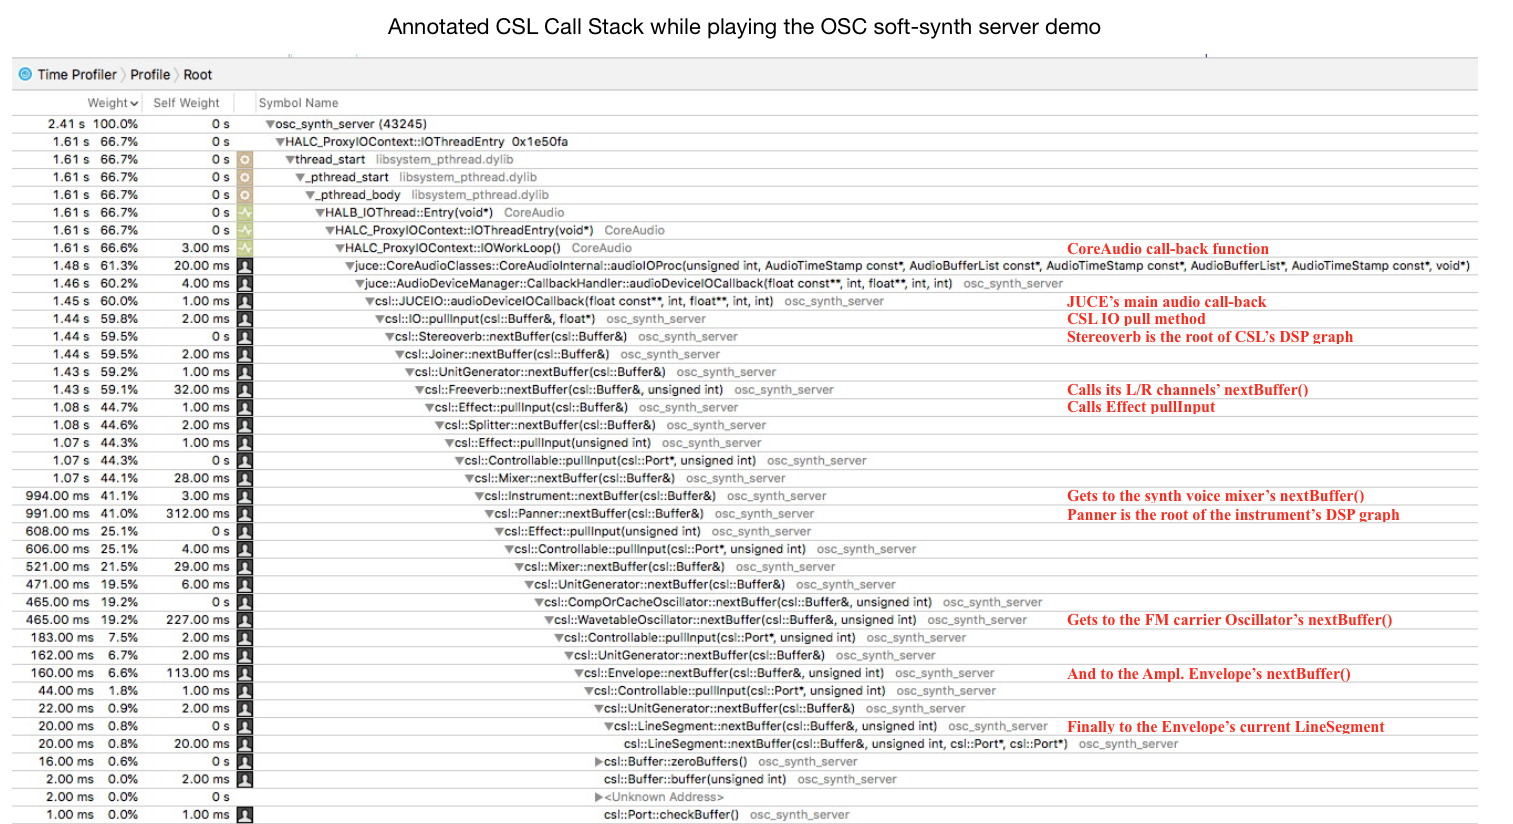 Annotated CSL Call Stack while playing the OSC soft-synth server demo
Time Profiler Profile Root
Weight Self Weight Symbol Name
2.41 s 100.0% 0 s osc_synth_server (43245)
1.61 s 66.7% 0 s HALC_ProxyIOContext::IOThreadEntry 0x1e50fa
1.61 s 66.7% 0 s thread_start libsystem_pthread.dylib
1.61 s 66.7% 0 s _pthread_start libsystem_pthread.dylib
1.61 s 66.7% 0 s _pthread_body libsystem_pthread.dylib
1.61 s 66.7% 0 s HALB_IOThread::Entry(void*) CoreAudio
1.61 s 66.7% 0 s HALC_ProxyIOContext::IOThreadEntry(void*) CoreAudio
1.61 s 66.6% 3.00 ms HALC_ProxyIOContext::IOWorkLoop() CoreAudio CoreAudio call-back function
1.48 s 61.3% 20.00 ms juce::CoreAudioClasses::CoreAudioInternal::audioIOProc(unsigned int, AudioTimeStamp const*, AudioBufferList const*, AudioTimeStamp const*, AudioBufferList*, AudioTimeStamp const*, void*)
1.46 s 60.2% 4.00 ms juce::AudioDeviceManager::CallbackHandler::audioDeviceIOCallback(float const**, int, float**, int, int) osc_synth_server
1.45 s 60.0% 1.00 ms csl::JUCEIO::audioDeviceIOCallback(float const**, int, float**, int, int) osc_synth_server JUCE's main audio call-back
1.44 s 59.8% 2.00 ms csl::IO::pullInput(csl::Buffer&, float*) osc_synth_server CSL IO pull method
1.44 s 59.5% 0 s csl::Stereoverb::nextBuffer(csl::Buffer&) osc_synth_server Stereoverb is the root of CSL's DSP graph
1.44 s 59.5% 2.00 ms csl::Joiner::nextBuffer(csl::Buffer&) osc_synth_server
1.43 s 59.2% 1.00 ms csl::UnitGenerator::nextBuffer(csl::Buffer&) osc_synth_server
1.43 s 59.1% 32.00 ms csl::Freeverb::nextBuffer(csl::Buffer&, unsigned int) osc_synth_server Calls its L/R channels' nextBuffer()
1.08 s 44.7% 1.00 ms csl::Effect::pullInput(csl::Buffer&) osc_synth_server Calls Effect pullInput
1.08 s 44.6% 2.00 ms csl::Splitter::nextBuffer(csl::Buffer&) osc_synth_server
1.07 s 44.3% 1.00 ms csl::Effect::pullInput(unsigned int) osc_synth_server
1.07 s 44.3% 0 s csl::Controllable::pullInput(csl::Port*, unsigned int) osc_synth_server
1.07 s 44.1% 28.00 ms csl::Mixer::nextBuffer(csl::Buffer&) osc_synth_server
994.00 ms 41.1% 3.00 ms csl::Instrument::nextBuffer(csl::Buffer&) osc_synth_server Gets to the synth voice mixer's nextBuffer()
991.00 ms 41.0% 312.00 ms csl::Panner::nextBuffer(csl::Buffer&) osc_synth_server Panner is the root of the instrument's DSP graph
608.00 ms 25.1% 0 s csl::Effect::pullInput(unsigned int) osc_synth_server
606.00 ms 25.1% 4.00 ms csl::Controllable::pullInput(csl::Port*, unsigned int) osc_synth_server
521.00 ms 21.5% 29.00 ms csl::Mixer::nextBuffer(csl::Buffer&) osc_synth_server
471.00 ms 19.5% 6.00 ms csl::UnitGenerator::nextBuffer(csl::Buffer&) osc_synth_server
465.00 ms 19.2% 0 s csl::CompOrCacheOscillator::nextBuffer(csl::Buffer&, unsigned int) osc_synth_server
465.00 ms 19.2% 227.00 ms csl::WavetableOscillator::nextBuffer(csl::Buffer&, unsigned int) osc_synth_server Gets to the FM carrier Oscillator's nextBuffer()
183.00 ms 7.5% 2.00 ms csl::Controllable::pullInput(csl::Port*, unsigned int) osc_synth_server
162.00 ms 6.7% 2.00 ms csl::UnitGenerator::nextBuffer(csl::Buffer&) osc_synth_server
160.00 ms 6.6% 113.00 ms csl::Envelope::nextBuffer(csl::Buffer&, unsigned int) osc_synth_server And to the Ampl. Envelope's nextBuffer()
44.00 ms 1.8% 1.00 ms csl::Controllable::pullInput(csl::Port*, unsigned int) osc_synth_server
22.00 ms 0.9% 2.00 ms csl::UnitGenerator::nextBuffer(csl::Buffer&) osc_synth_server
20.00 ms 0.8% 0 s csl::LineSegment::nextBuffer(csl::Buffer&, unsigned int) osc_synth_server Finally to the Envelope's current LineSegment
20.00 ms 0.8% 20.00 ms csl::LineSegment::nextBuffer(csl::Buffer&, unsigned int, csl::Port*, csl::Port*) osc_synth_server
16.00 ms 0.6% 0 s csl::Buffer::zeroBuffers() osc_synth_server
2.00 ms 0.0% 2.00 ms csl::Buffer::buffer(unsigned int) osc_synth_server
2.00 ms 0.0% 0 s <Unknown Address>
1.00 ms 0.0% 1.00 ms csl::Port::checkBuffer() osc_synth_server